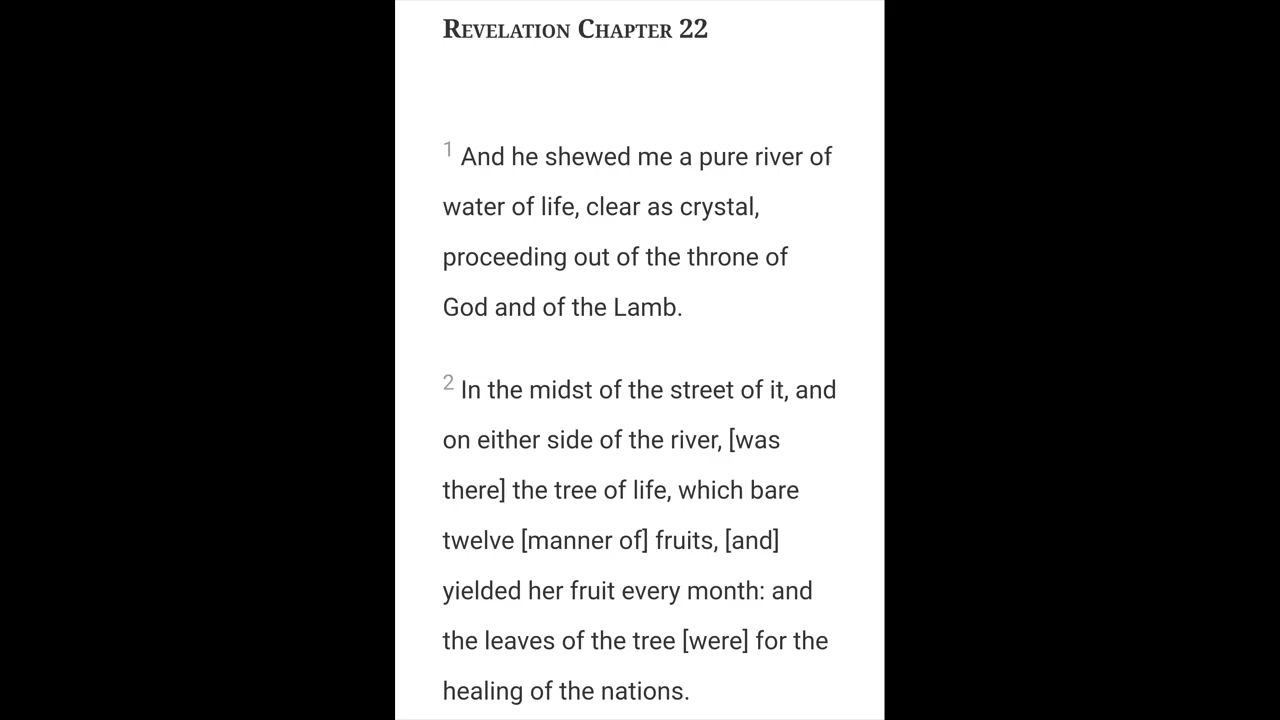 Revelation Chapter 22
1 And he shewed me a pure river of
water of life, clear as crystal,
proceeding out of the throne of
God and of the Lamb.
2 In the midst of the street of it, and
on either side of the river, [was
there] the tree of life, which bare
twelve [manner of] fruits, [and]
yielded her fruit every month: and
the leaves of the tree [were] for the
healing of the nations.